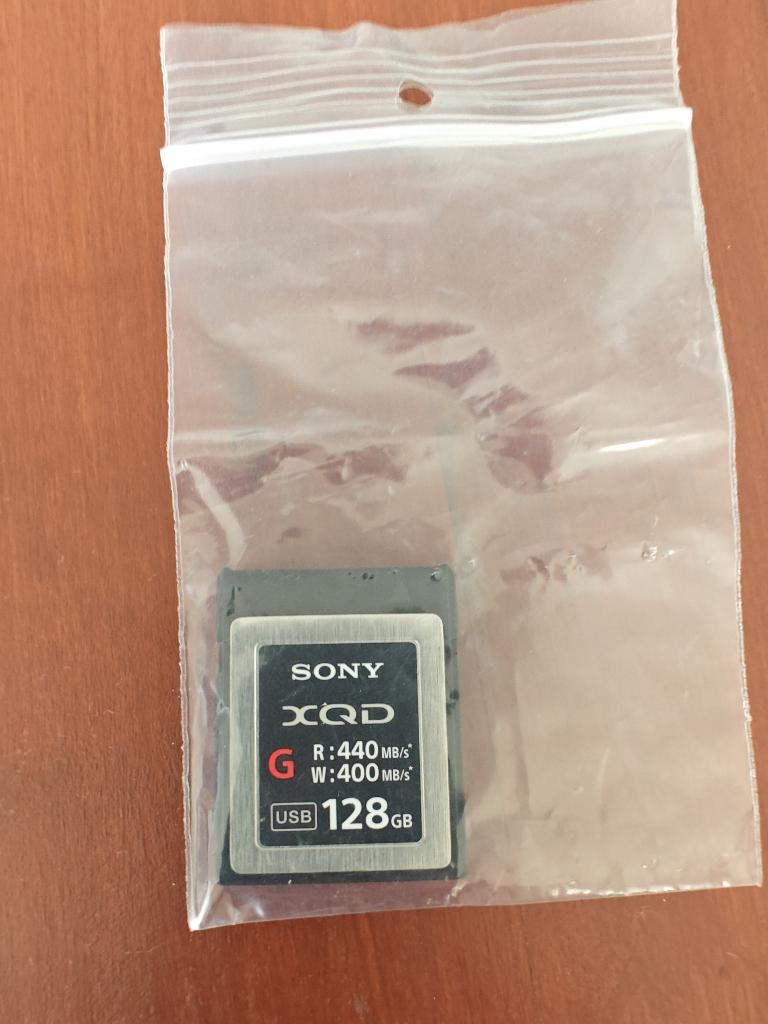 SONY
XQD
G R:440MB/s*
W:400MB/s*
USB 128GB